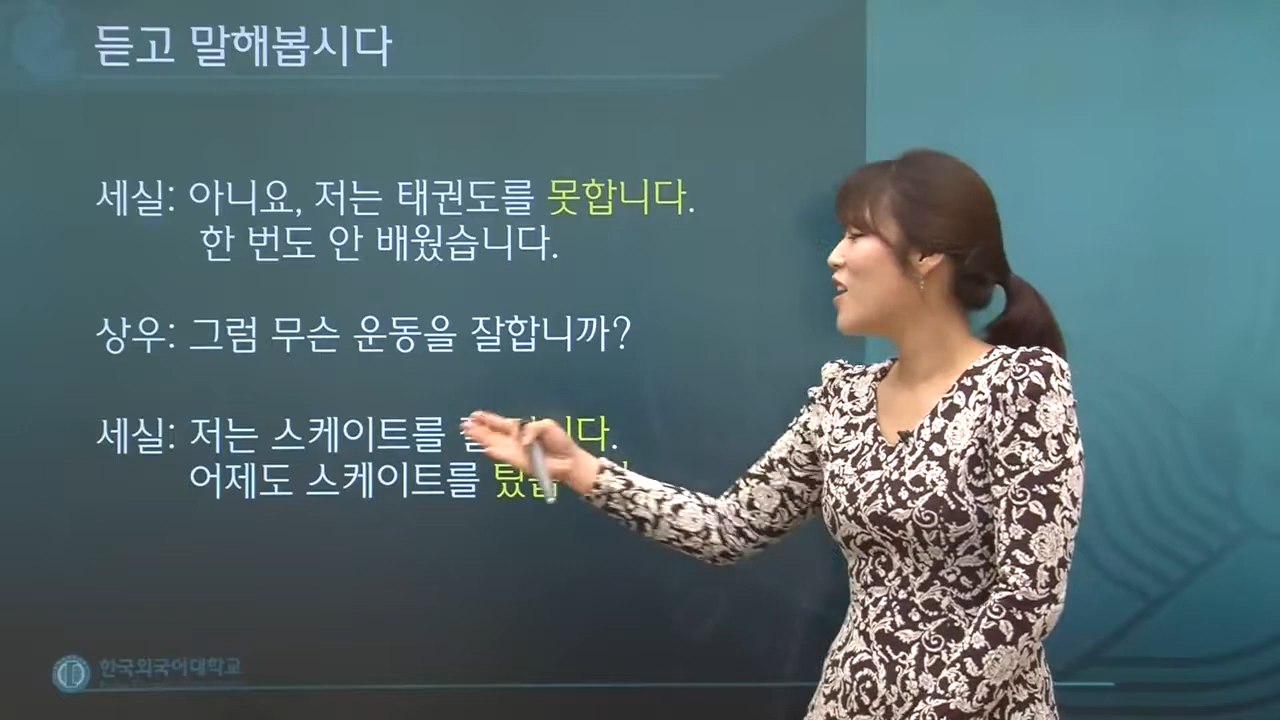 듣고 말해봅시다
세실: 아니요, 저는 태권도를 못합니다.
한 번도 안 배웠습니다.
상우: 그럼 무슨 운동을 잘합니까?
세실: 저는 스케이트를
어제도 스케이트를
한국외국어대학교